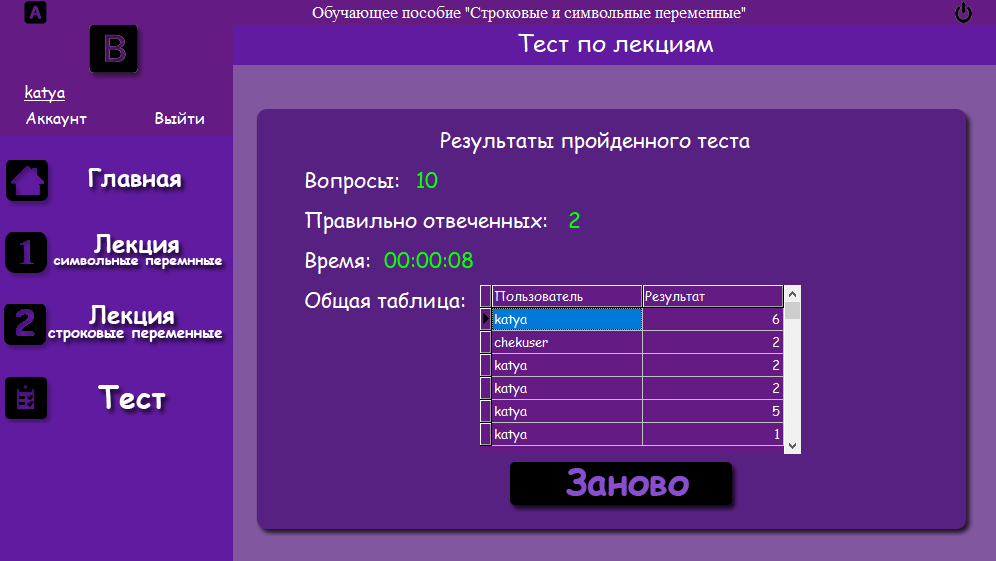 A
Обучающее пособие "Строковые и символьные переменные"
B
Тест по лекциям
katya
Аккаунт Выйти
Главная
1 Лекция
символьные перемнные
2 Лекция
строковые переменные
Тест
Результаты пройденного теста
Вопросы: 10
Правильно отвеченных: 2
Время: 00:00:08
Общая таблица:
Пользователь Результат
katya 6
chekuser 2
katya 2
katya 2
katya 5
katya 1
Заново